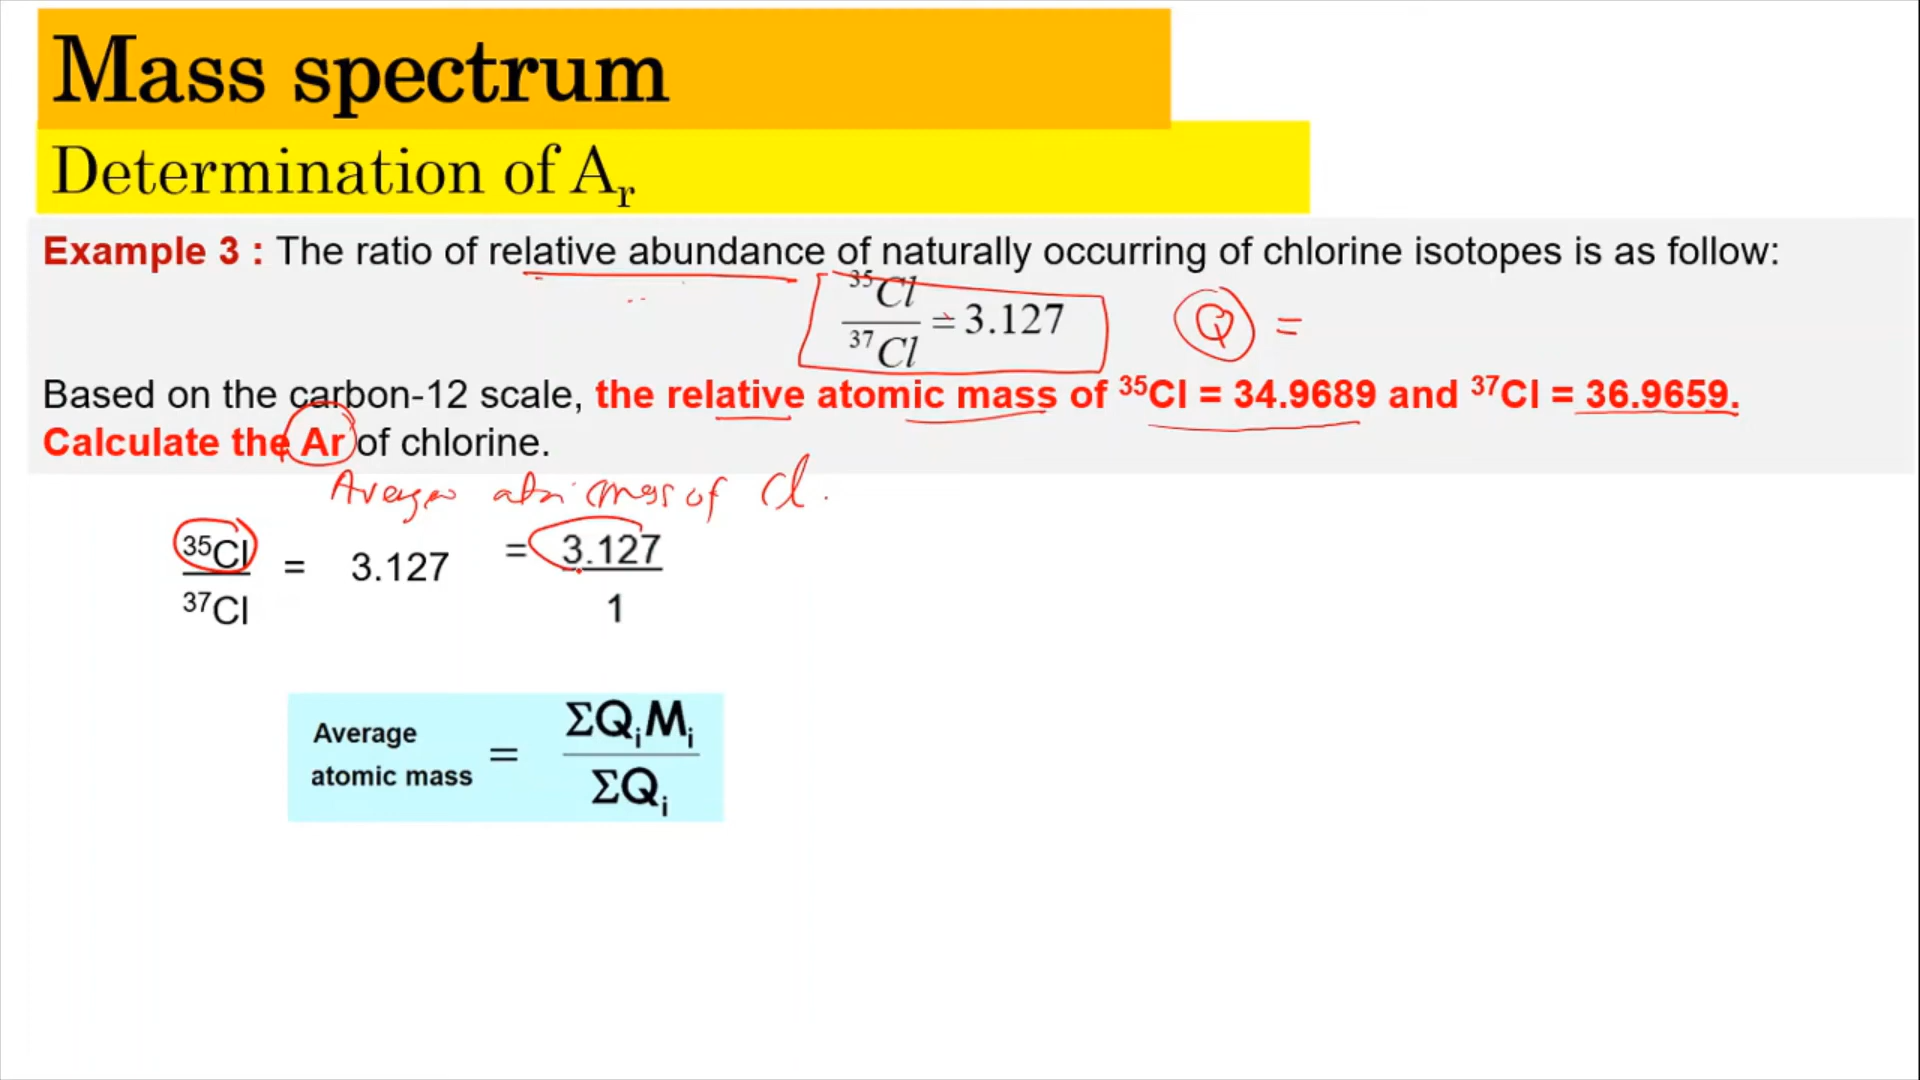 Mass spectrum
Determination of Aᵣ
Example 3 : The ratio of relative abundance of naturally occurring of chlorine isotopes is as follow:
³⁵Cl
³⁷Cl = 3.127
Q =
Based on the carbon-12 scale, the relative atomic mass of ³⁵Cl = 34.9689 and ³⁷Cl = 36.9659.
Calculate the Ar of chlorine.
mass of Cl.
³⁵Cl = 3.127 = 3.127
³⁷Cl 1
Average
atomic mass = ΣQᵢMᵢ
ΣQᵢ